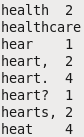 health 2
healthcare
hear 1
heart, 2
heart. 4
heart? 1
hearts, 2
heat 4